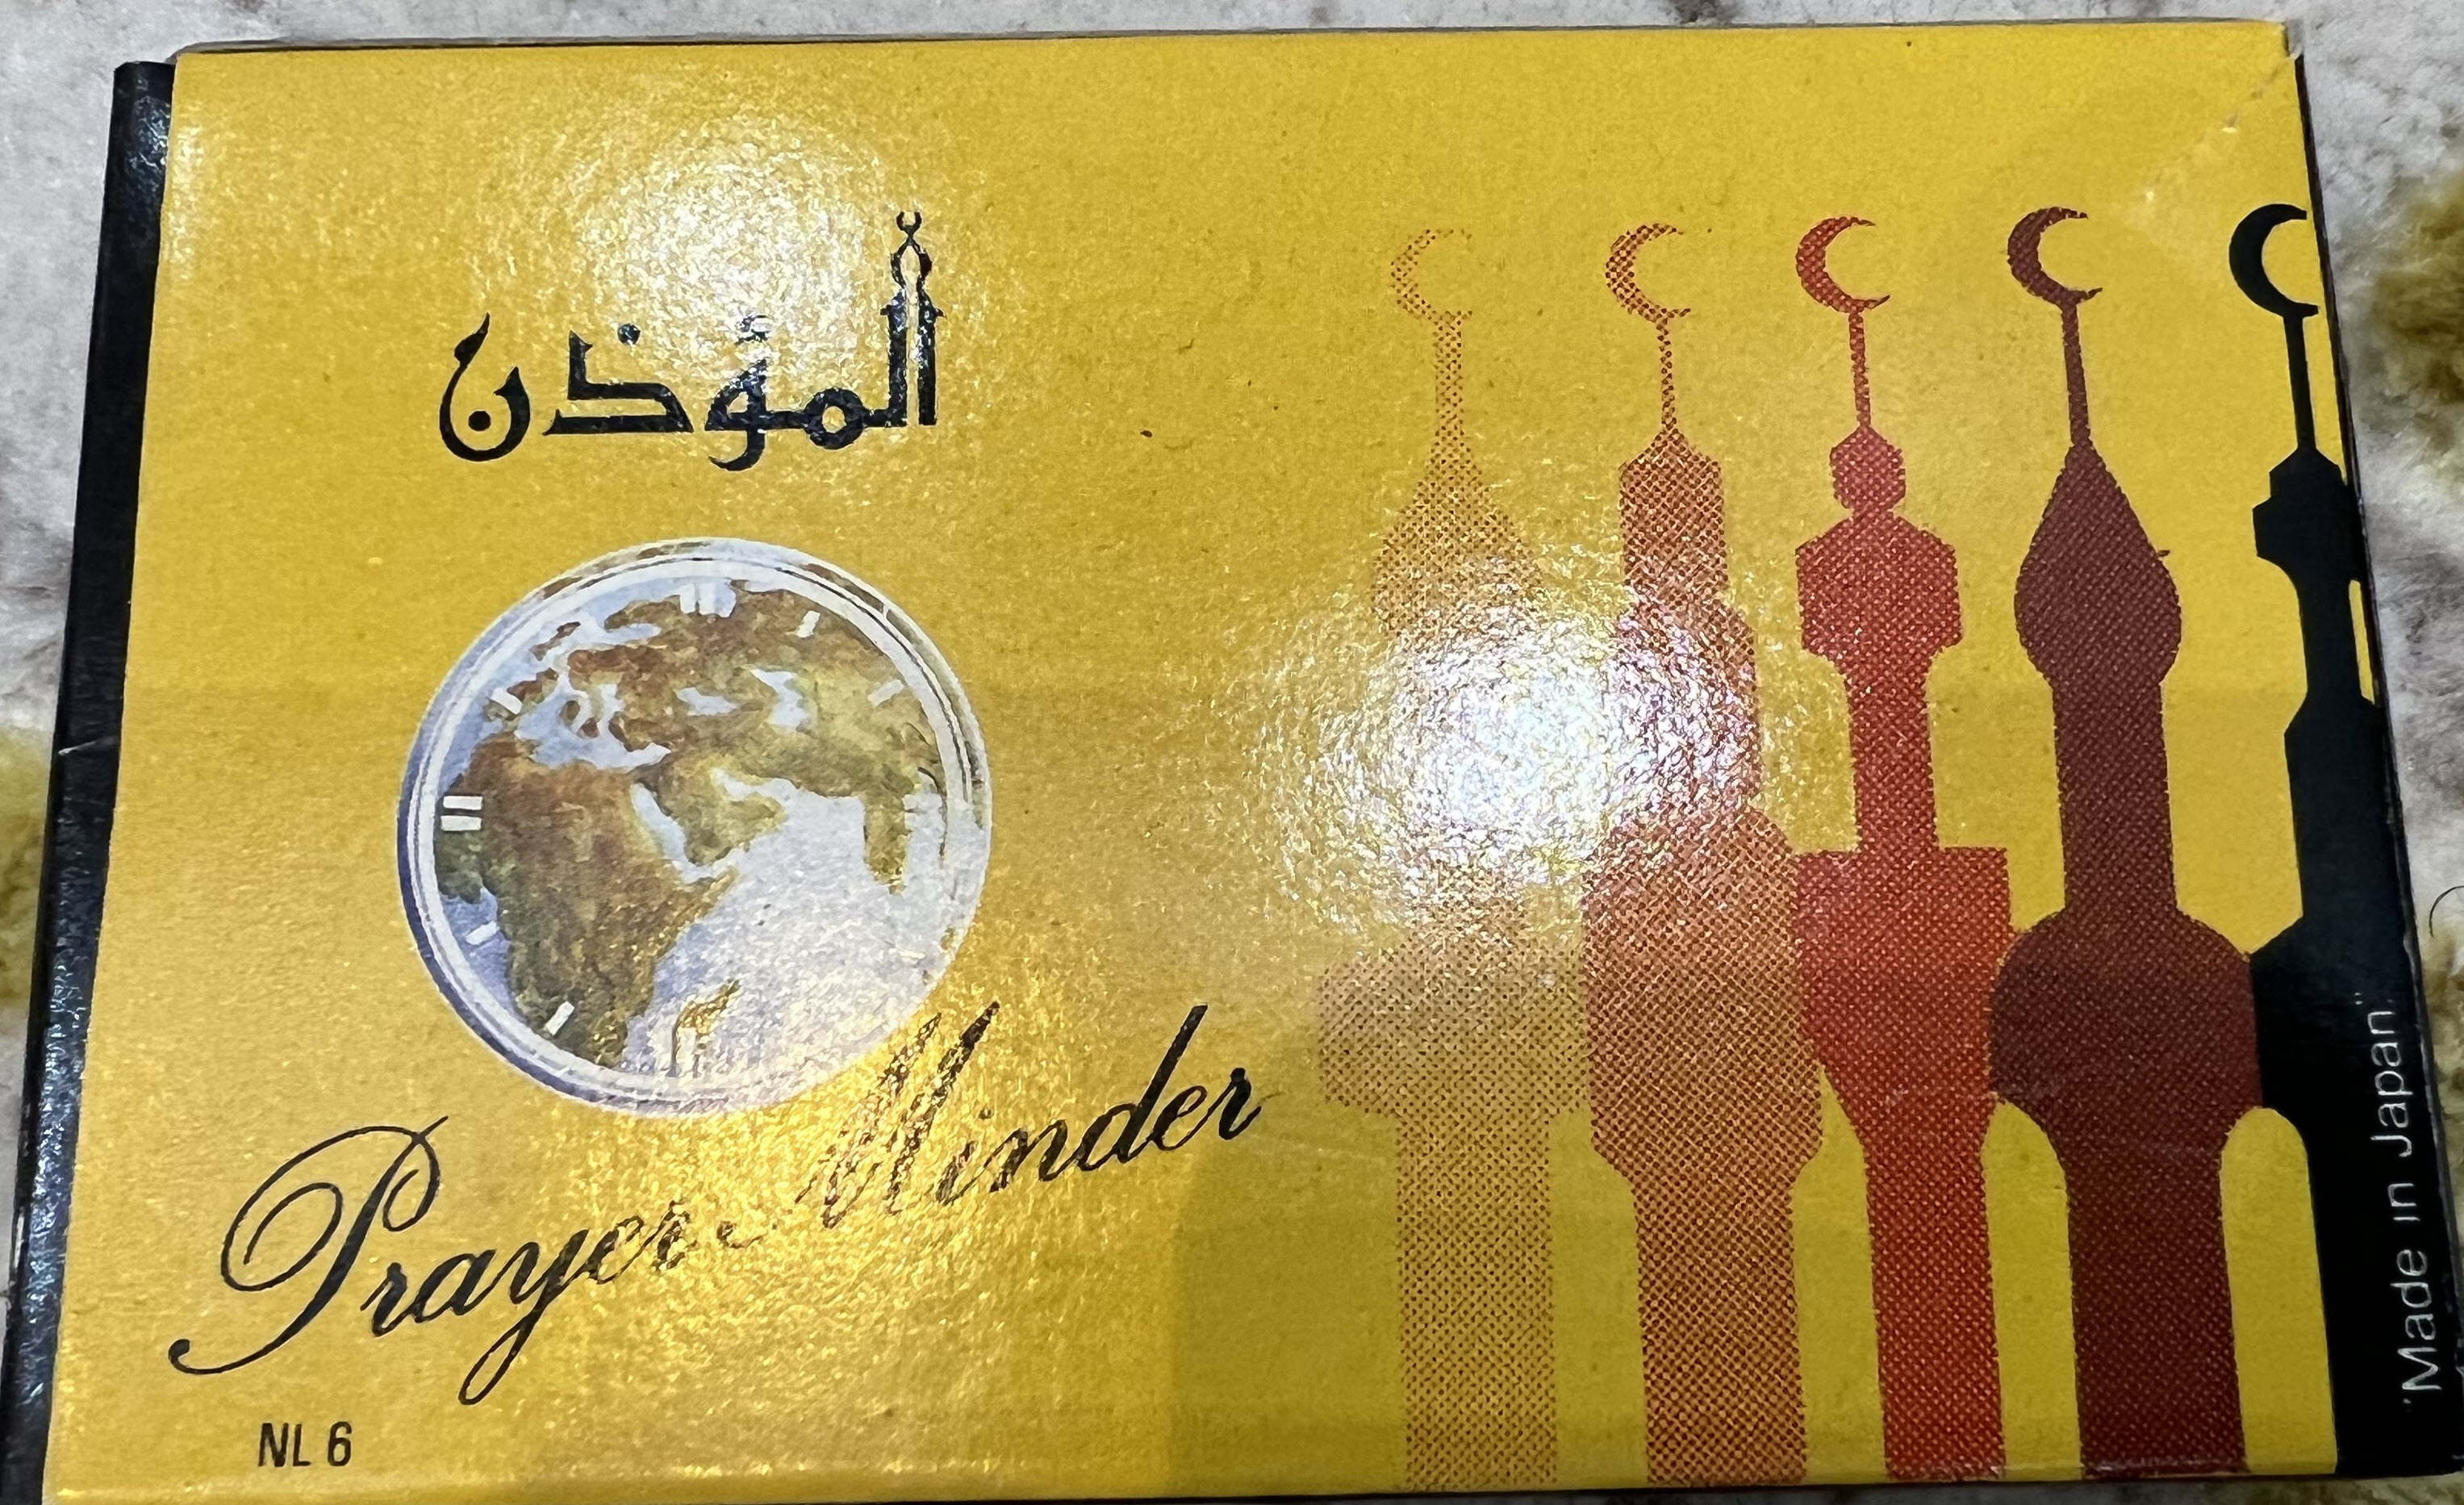 المؤذن
Prayer Minder
NL 6
"Made in Japan"